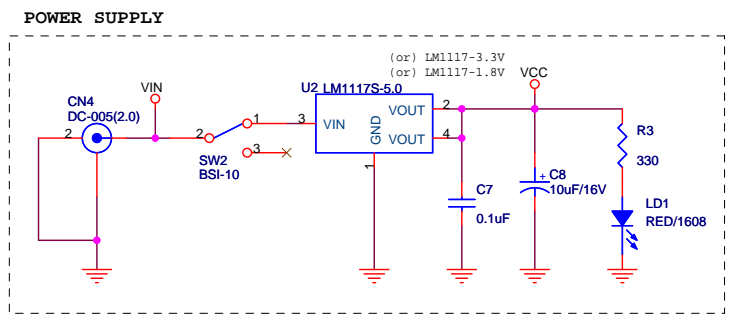 POWER SUPPLY
(or) LM1117-3.3V
(or) LM1117-1.8V
VIN
VCC
CN4
DC-005(2.0)
U2 LM1117S-5.0
2
2
1
3
3
SW2
BSI-10
VIN
GND
1
VOUT
2
VOUT
4
C7
0.1uF
+
C8
10uF/16V
R3
330
LD1
RED/1608